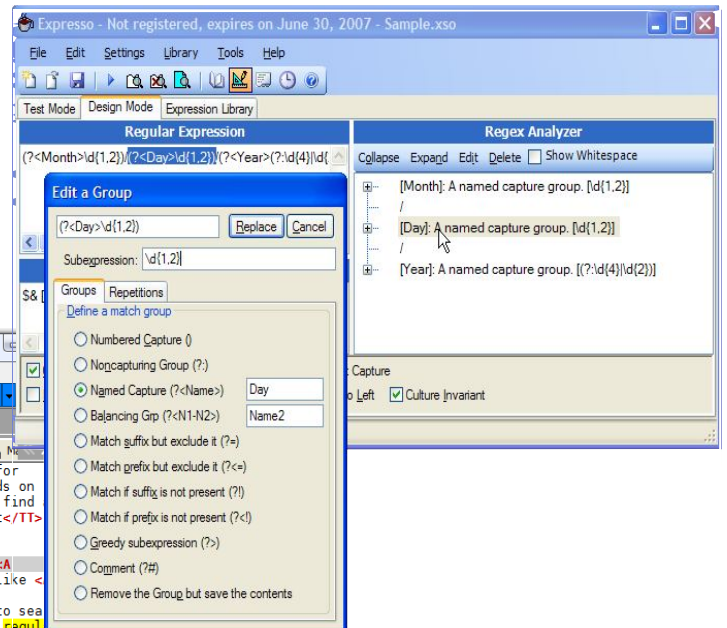 Expresso - Not registered, expires on June 30, 2007 - Sample.xso
File Edit Settings Library Tools Help
Test Mode Design Mode Expression Library
Regular Expression
(?<Month>\d{1,2})/(?<Day>\d{1,2})/(?<Year>(?:\d{4}|\d{
Regex Analyzer
Collapse Expand Edit Delete Show Whitespace
[Month]: A named capture group. [\d{1,2}]
/
[Day]: A named capture group. [\d{1,2}]
/
[Year]: A named capture group. [(?:\d{4}|\d{2})]
Edit a Group
(?<Day>\d{1,2}) Replace Cancel
Subexpression: \d{1,2}
Groups Repetitions
$& [
Define a match group
Numbered Capture ()
Noncapturing Group (?:)
Named Capture (?<Name>) Day
Balancing Grp (?<N1-N2>) Name2
Match suffix but exclude it (?=)
Match prefix but exclude it (?<=)
Match if suffix is not present (?!)
Match if prefix is not present (?<!)
Greedy subexpression (?>)
Comment (?#)
Remove the Group but save the contents
Capture
Left Culture Invariant
for
ds on
find
</TT>
<A
like <
to sea
regul